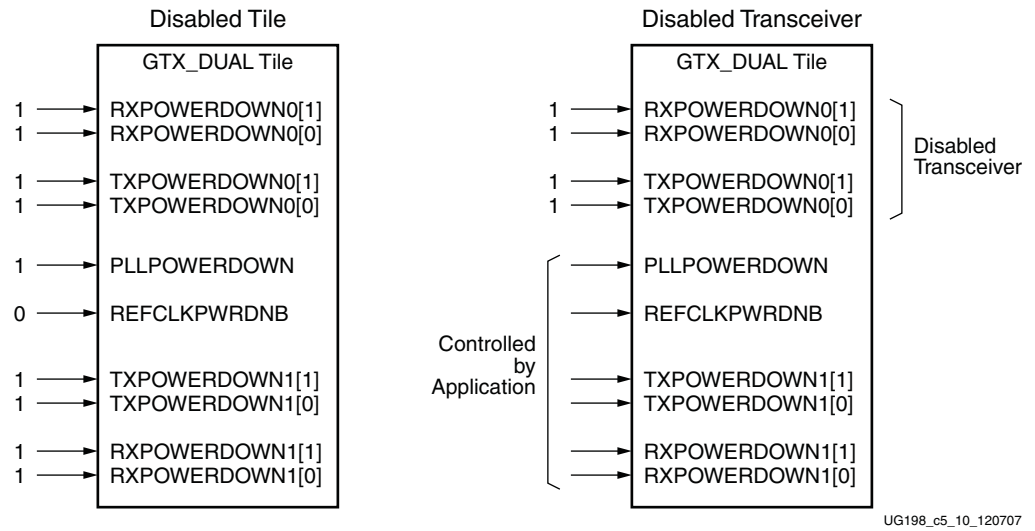 Disabled Tile
GTX_DUAL Tile
1 RXPOWERDOWN0[1]
1 RXPOWERDOWN0[0]
1 TXPOWERDOWN0[1]
1 TXPOWERDOWN0[0]
1 PLLPOWERDOWN
0 REFCLKPWRDNB
1 TXPOWERDOWN1[1]
1 TXPOWERDOWN1[0]
1 RXPOWERDOWN1[1]
1 RXPOWERDOWN1[0]
Disabled Transceiver
GTX_DUAL Tile
1 RXPOWERDOWN0[1]
1 RXPOWERDOWN0[0]
1 TXPOWERDOWN0[1]
1 TXPOWERDOWN0[0]
Disabled
Transceiver
PLLPOWERDOWN
REFCLKPWRDNB
TXPOWERDOWN1[1]
TXPOWERDOWN1[0]
RXPOWERDOWN1[1]
RXPOWERDOWN1[0]
Controlled
by
Application
UG198_c5_10_120707